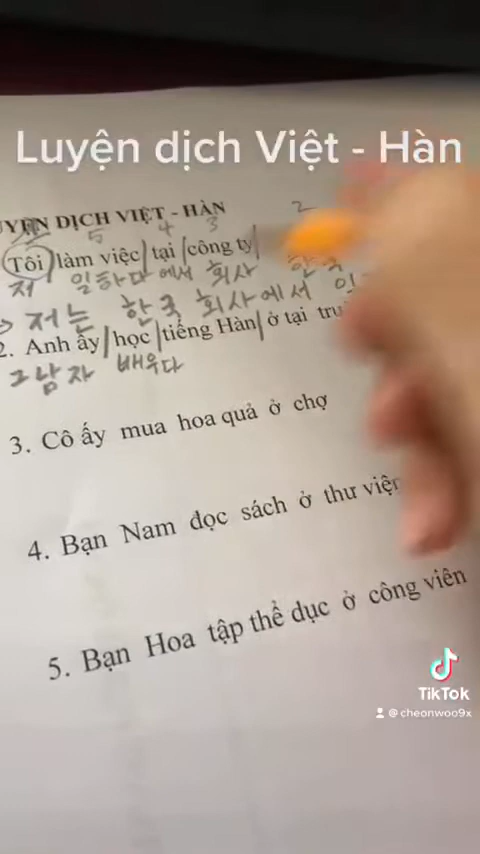 Luyện dịch Việt - Hàn
DỊCH VIỆT - HÀN
5 4 3 2
Tôi làm việc tại công ty
저 일하다 에서 회사 한국
저는 한국 회사에서
2. Anh ấy học tiếng Hàn ở tại
그 남자 배우다
3. Cô ấy mua hoa quả ở chợ
4. Bạn Nam đọc sách ở thư viện
5. Bạn Hoa tập thể dục ở công viên
TikTok
@cheonwoo9x